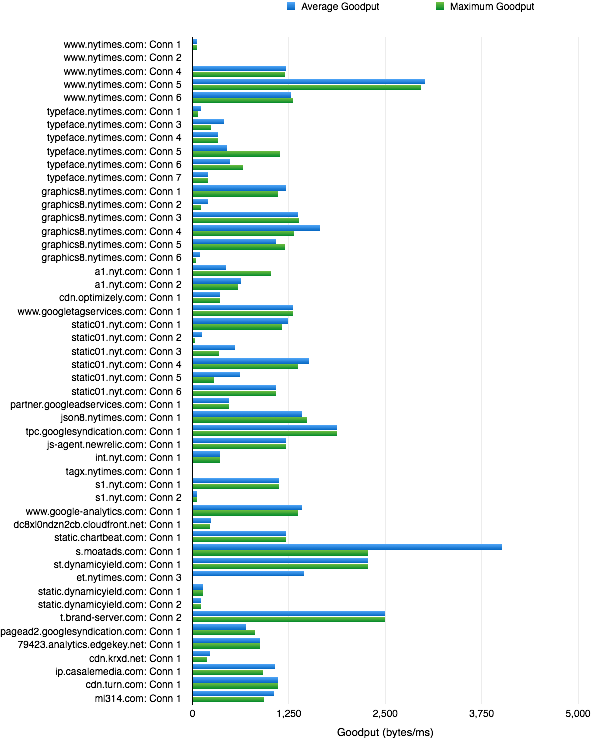 Average Goodput Maximum Goodput
www.nytimes.com: Conn 1
www.nytimes.com: Conn 2
www.nytimes.com: Conn 4
www.nytimes.com: Conn 5
www.nytimes.com: Conn 6
typeface.nytimes.com: Conn 1
typeface.nytimes.com: Conn 3
typeface.nytimes.com: Conn 4
typeface.nytimes.com: Conn 5
typeface.nytimes.com: Conn 6
typeface.nytimes.com: Conn 7
graphics8.nytimes.com: Conn 1
graphics8.nytimes.com: Conn 2
graphics8.nytimes.com: Conn 3
graphics8.nytimes.com: Conn 4
graphics8.nytimes.com: Conn 5
graphics8.nytimes.com: Conn 6
a1.nyt.com: Conn 1
a1.nyt.com: Conn 2
cdn.optimizely.com: Conn 1
www.googletagservices.com: Conn 1
static01.nyt.com: Conn 1
static01.nyt.com: Conn 2
static01.nyt.com: Conn 3
static01.nyt.com: Conn 4
static01.nyt.com: Conn 5
static01.nyt.com: Conn 6
partner.googleadservices.com: Conn 1
json8.nytimes.com: Conn 1
tpc.googlesyndication.com: Conn 1
js-agent.newrelic.com: Conn 1
int.nyt.com: Conn 1
tagx.nytimes.com: Conn 1
s1.nyt.com: Conn 1
s1.nyt.com: Conn 2
www.google-analytics.com: Conn 1
dc8xl0ndzn2cb.cloudfront.net: Conn 1
static.chartbeat.com: Conn 1
s.moatads.com: Conn 1
st.dynamicyield.com: Conn 1
et.nytimes.com: Conn 3
static.dynamicyield.com: Conn 1
static.dynamicyield.com: Conn 2
t.brand-server.com: Conn 2
pagead2.googlesyndication.com: Conn 1
79423.analytics.edgekey.net: Conn 1
cdn.krxd.net: Conn 1
ip.casalemedia.com: Conn 1
cdn.turn.com: Conn 1
ml314.com: Conn 1
0 1,250 2,500 3,750 5,000
Goodput (bytes/ms)